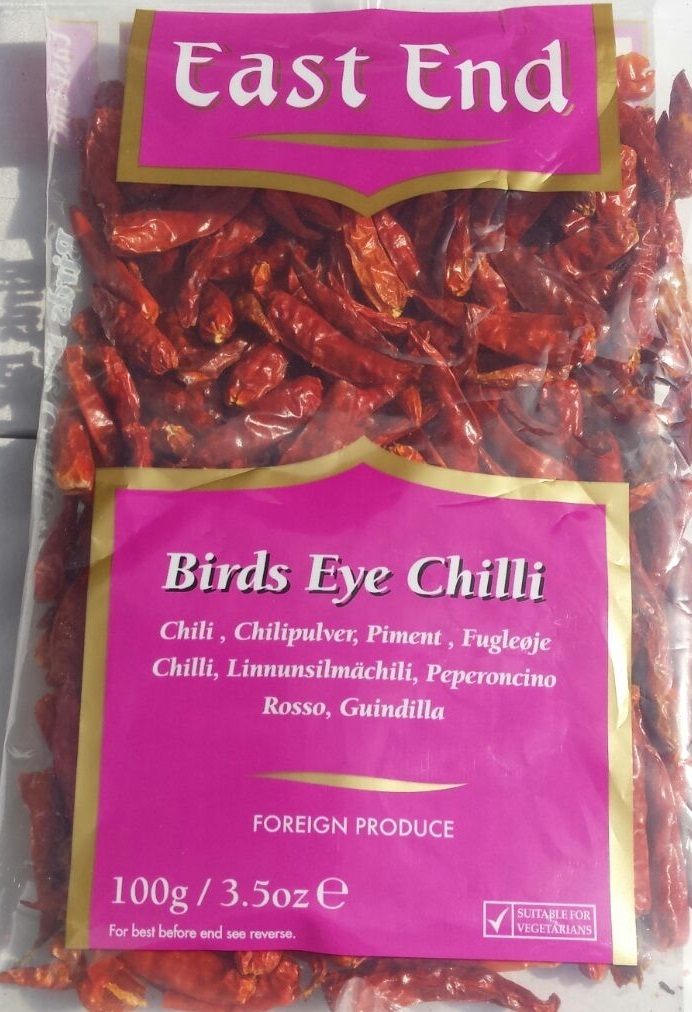 East End
Birds Eye Chilli
Chili , Chilipulver, Piment , Fugleøje
Chilli, Linnunsilmächili, Peperoncino
Rosso, Guindilla
FOREIGN PRODUCE
100g / 3.5oz ℮
For best before end see reverse.
SUITABLE FOR
VEGETARIANS